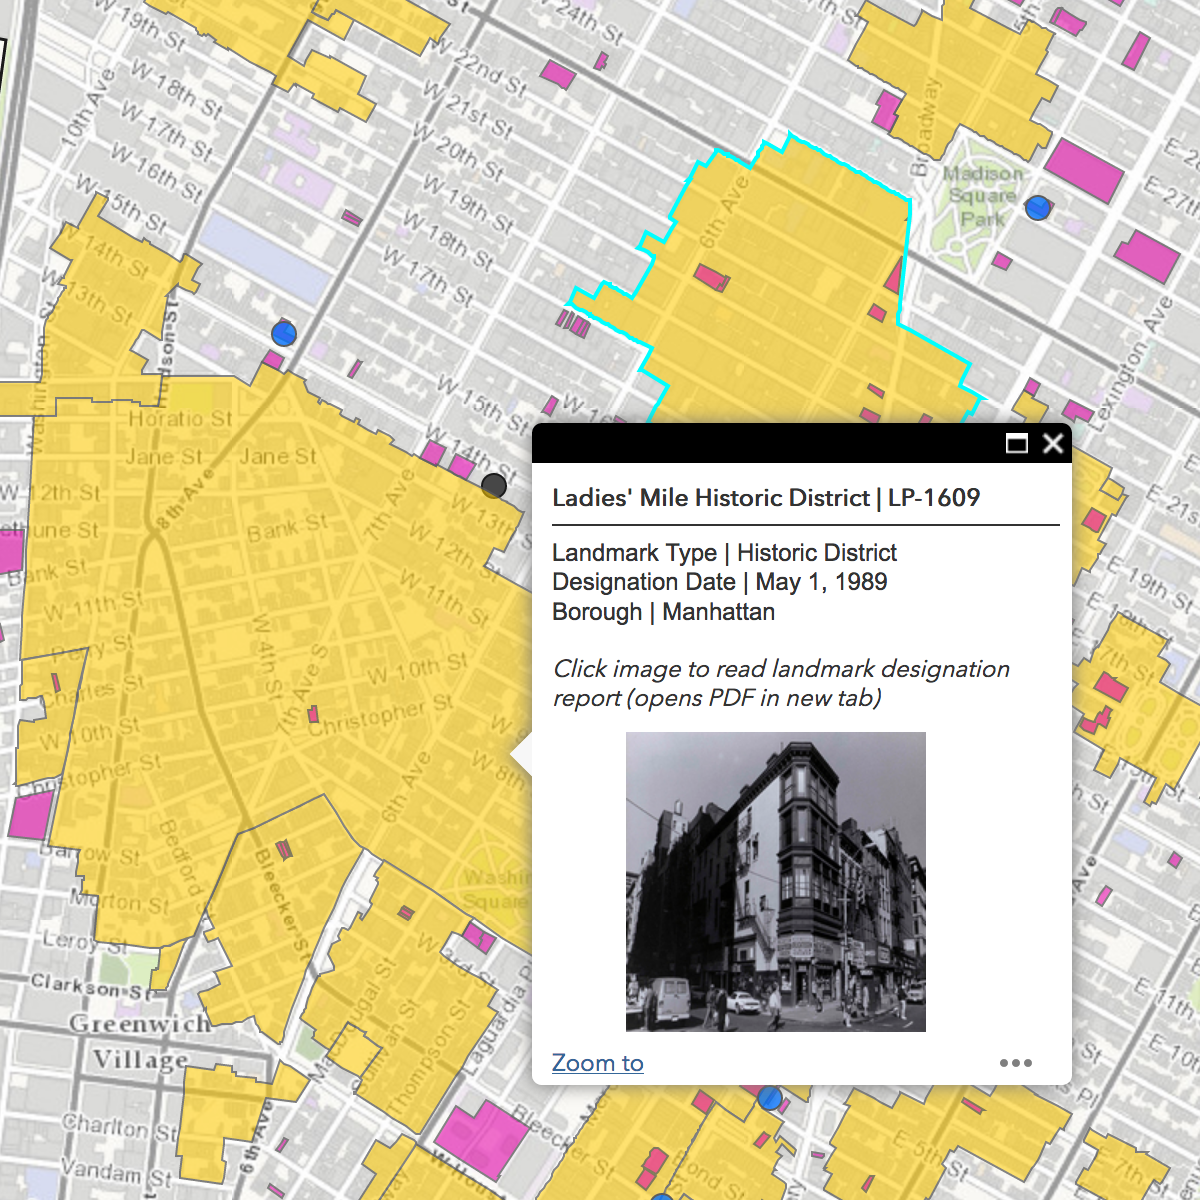 W 19th St
W 18th St
W 17th St
W 16th St
W 15th St
10th Ave
W 24th St
W 22nd St
W 21st St
W 20th St
W 19th St
W 18th St
W 17th St
W 15th St
W 14th St
W 13th St
W 12th St
W 11th St
W 10th St
6th Ave
Broadway
Madison
Square
Park
E 27th
Lexington Ave
E 21st
E 19th St
W 14th St
W 13th St
Hudson St
Washington St
Horatio St
Jane St
Jane St
8th Ave
W 12th St
Bank St
Bank St
7th Ave
W 11th St
Perry St
Charles St
W 10th St
Christopher St
W 4th St
7th Ave S
Christopher St
6th Ave
W 8th
Barrow St
Bedford S
Bleecker St
Morton St
Leroy St
Clarkson St
Greenwich
Village
Macdougal St
Sullivan St
Thompson St
W 3rd St
Laguardia Pl
Square
Charlton St
Vandam St
6th Ave
Bleecker St
Bond St
E 5th St
E 7th St
E 11th
E 10th
Ladies' Mile Historic District | LP-1609
Landmark Type | Historic District
Designation Date | May 1, 1989
Borough | Manhattan
Click image to read landmark designation
report (opens PDF in new tab)
Zoom to